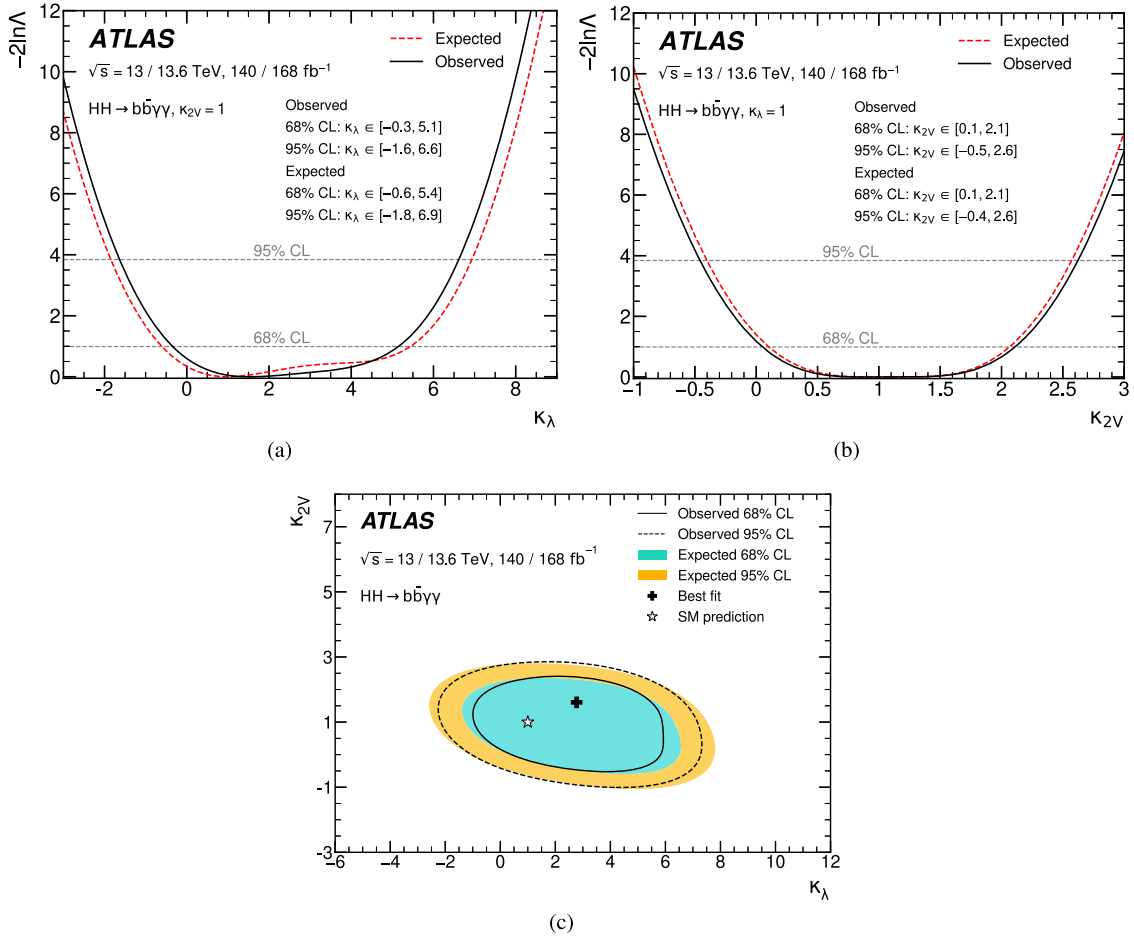 ATLAS
√s = 13 / 13.6 TeV, 140 / 168 fb⁻¹
HH → bb̄γγ, κ2V = 1
Expected
Observed
Observed
68% CL: κλ ∈ [−0.3, 5.1]
95% CL: κλ ∈ [−1.6, 6.6]
Expected
68% CL: κλ ∈ [−0.6, 5.4]
95% CL: κλ ∈ [−1.8, 6.9]
95% CL
68% CL
−2lnΛ
12
10
8
6
4
2
0
−2 0 2 4 6 8
κλ
(a)
ATLAS
√s = 13 / 13.6 TeV, 140 / 168 fb⁻¹
HH → bb̄γγ, κλ = 1
Expected
Observed
Observed
68% CL: κ2V ∈ [0.1, 2.1]
95% CL: κ2V ∈ [−0.5, 2.6]
Expected
68% CL: κ2V ∈ [0.1, 2.1]
95% CL: κ2V ∈ [−0.4, 2.6]
95% CL
68% CL
−2lnΛ
12
10
8
6
4
2
0
−1 −0.5 0 0.5 1 1.5 2 2.5 3
κ2V
(b)
ATLAS
√s = 13 / 13.6 TeV, 140 / 168 fb⁻¹
HH → bb̄γγ
Observed 68% CL
Observed 95% CL
Expected 68% CL
Expected 95% CL
Best fit
SM prediction
κ2V
7
5
3
1
-1
-3
−6 −4 −2 0 2 4 6 8 10 12
κλ
(c)